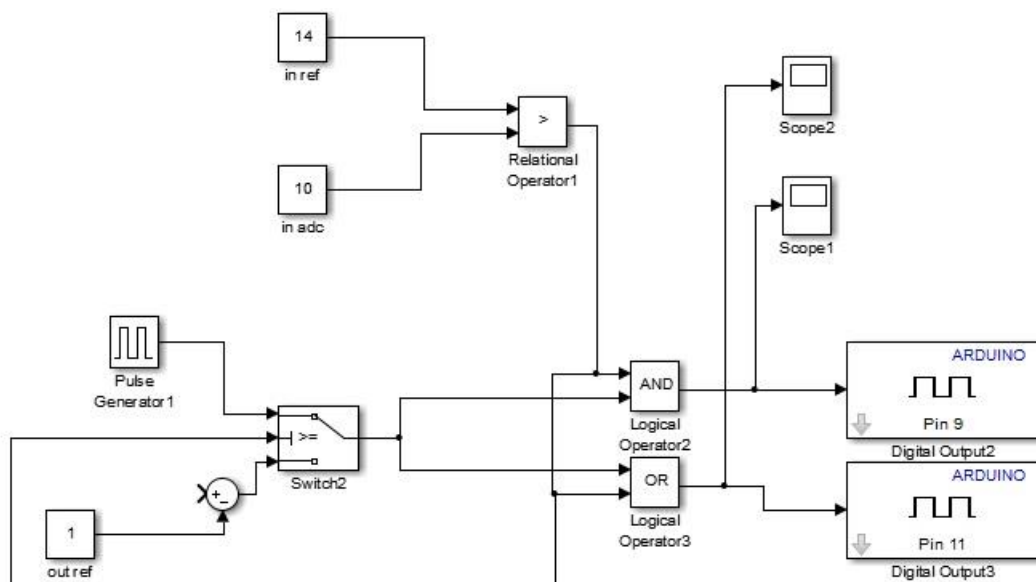 14
in ref
>
Relational
Operator1
10
in adc
Scope2
Scope1
Pulse
Generator1
>=
Switch2
+
−
1
out ref
AND
Logical
Operator2
OR
Logical
Operator3
ARDUINO
Pin 9
Digital Output2
ARDUINO
Pin 11
Digital Output3